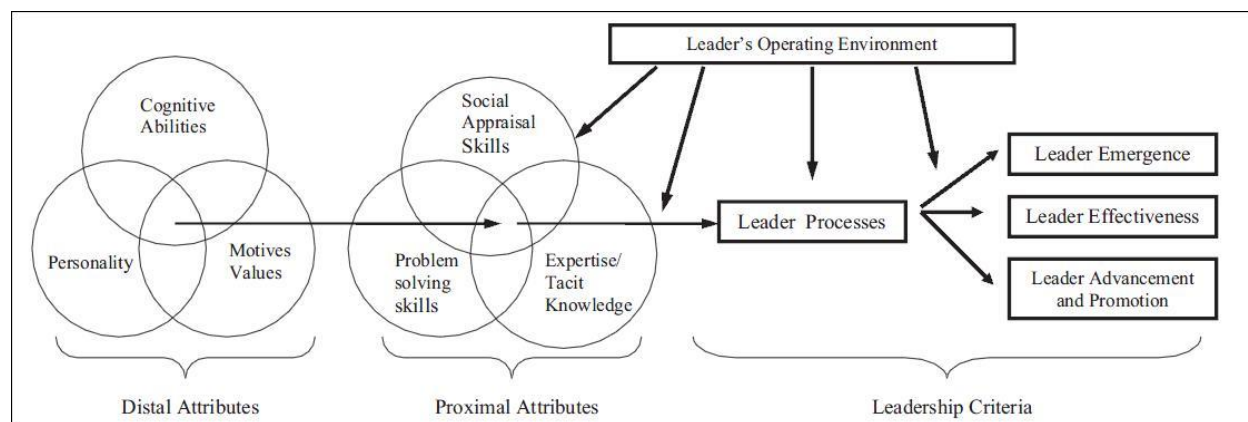 Leader's Operating Environment
Cognitive
Abilities
Personality
Motives
Values
Social
Appraisal
Skills
Problem
solving
skills
Expertise/
Tacit
Knowledge
Leader Processes
Leader Emergence
Leader Effectiveness
Leader Advancement
and Promotion
Distal Attributes
Proximal Attributes
Leadership Criteria